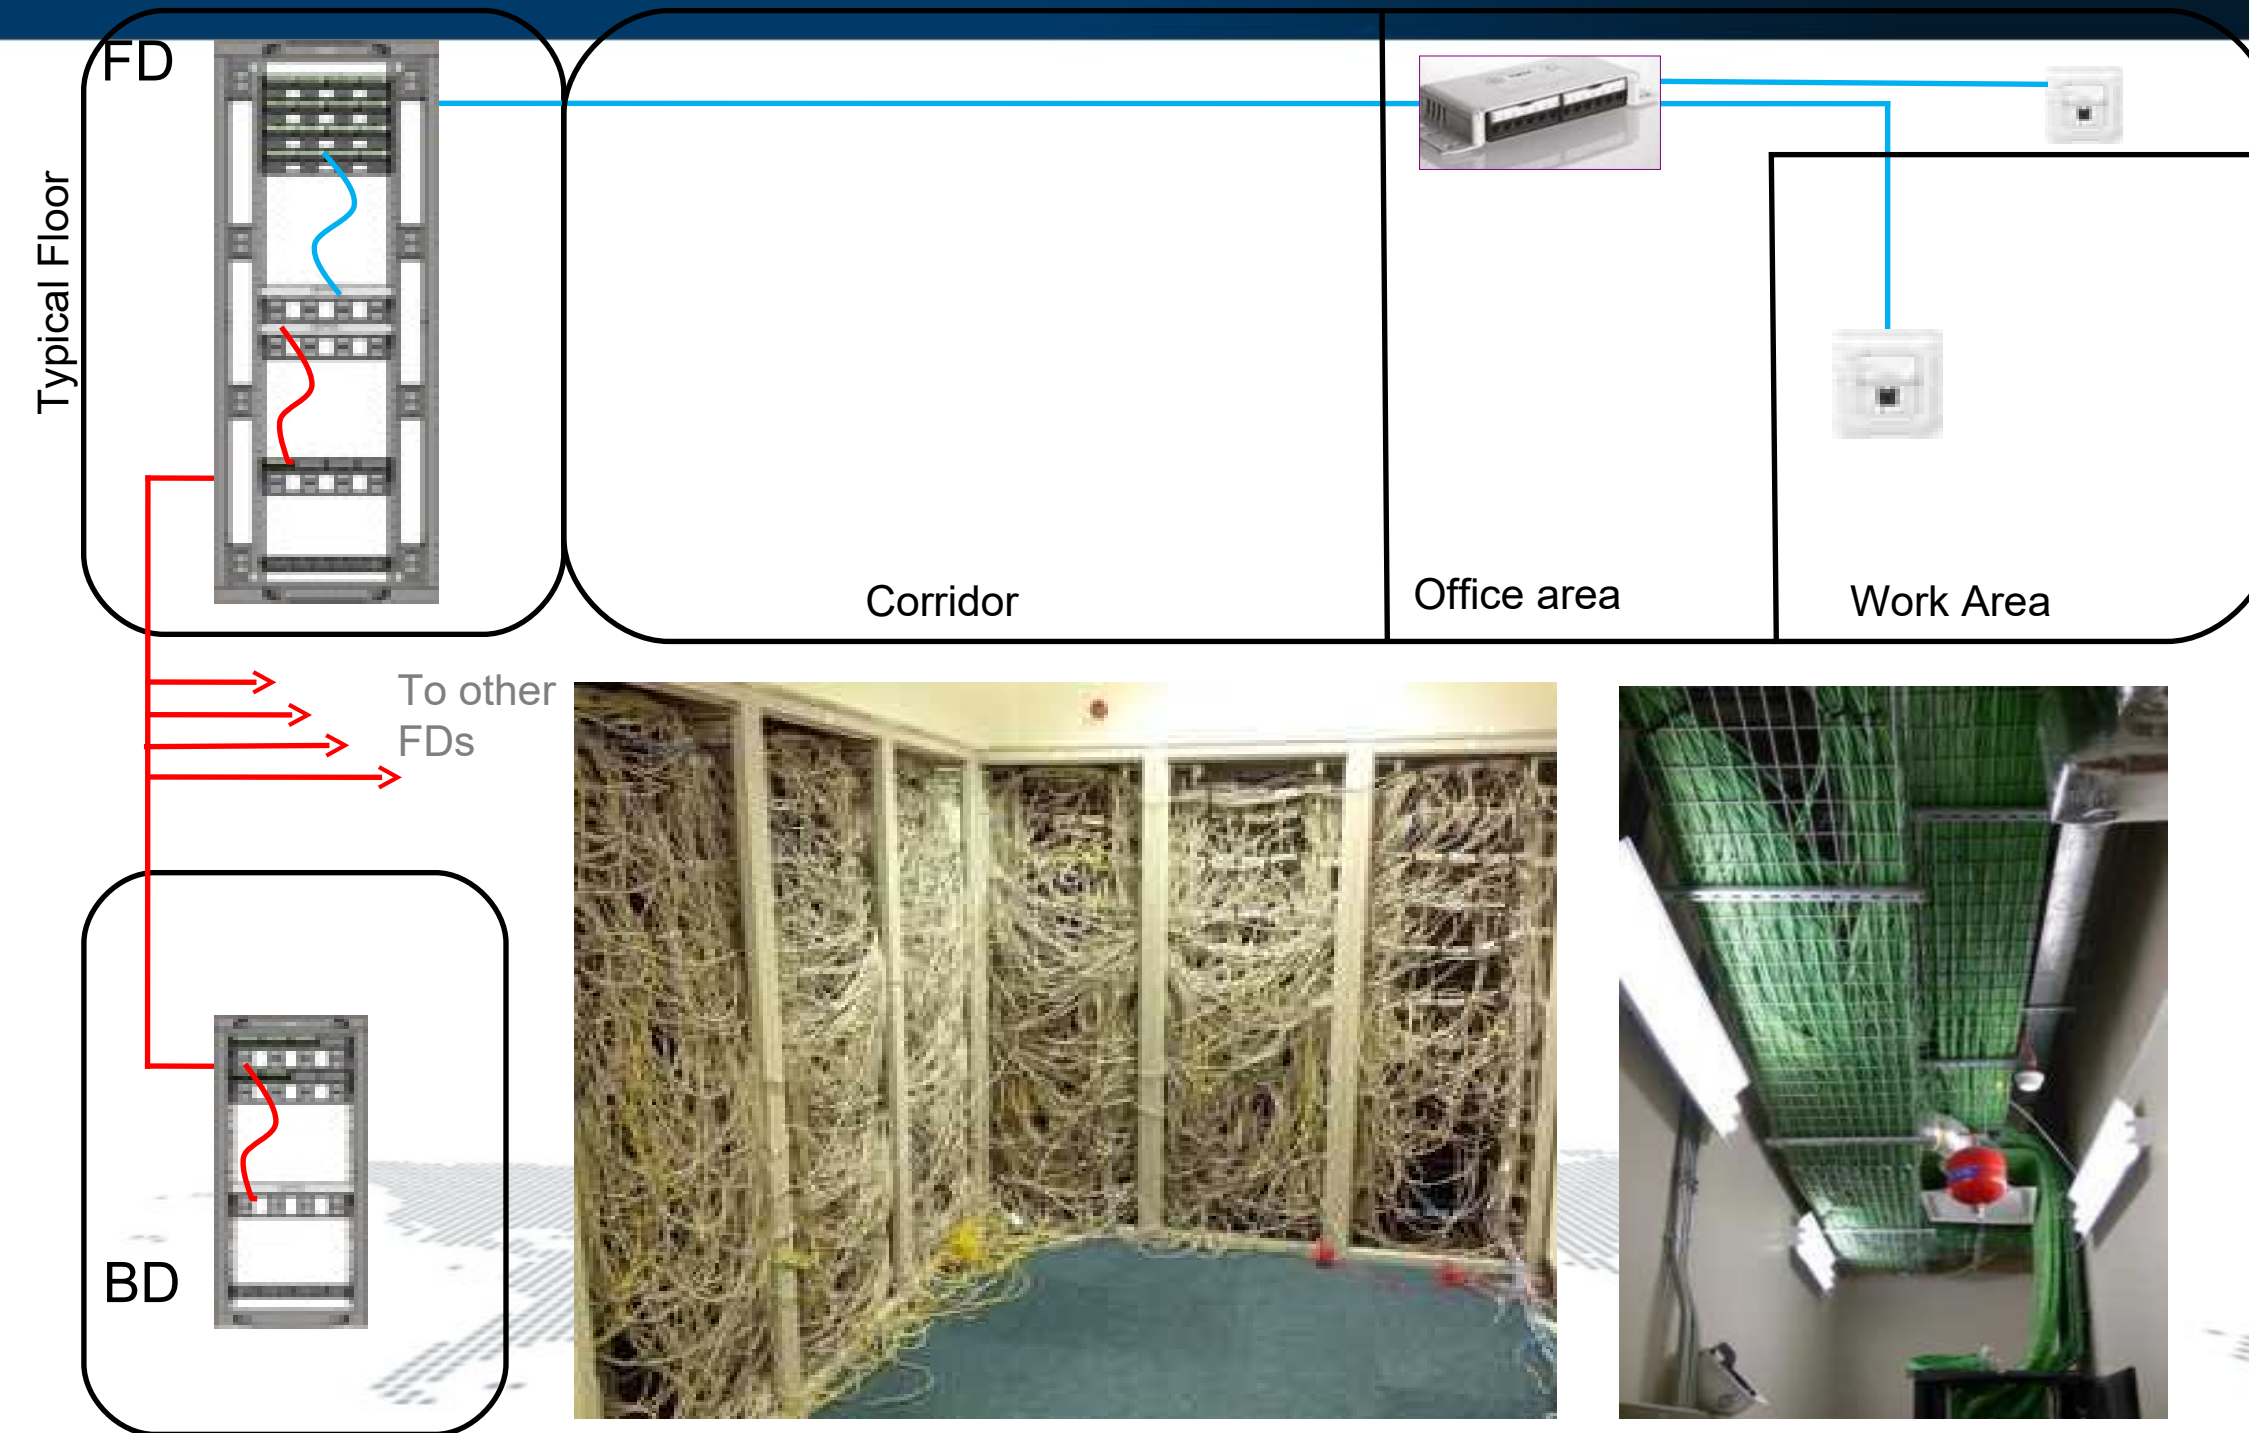 FD
Typical Floor
Corridor
Office area
Work Area
To other
FDs
BD